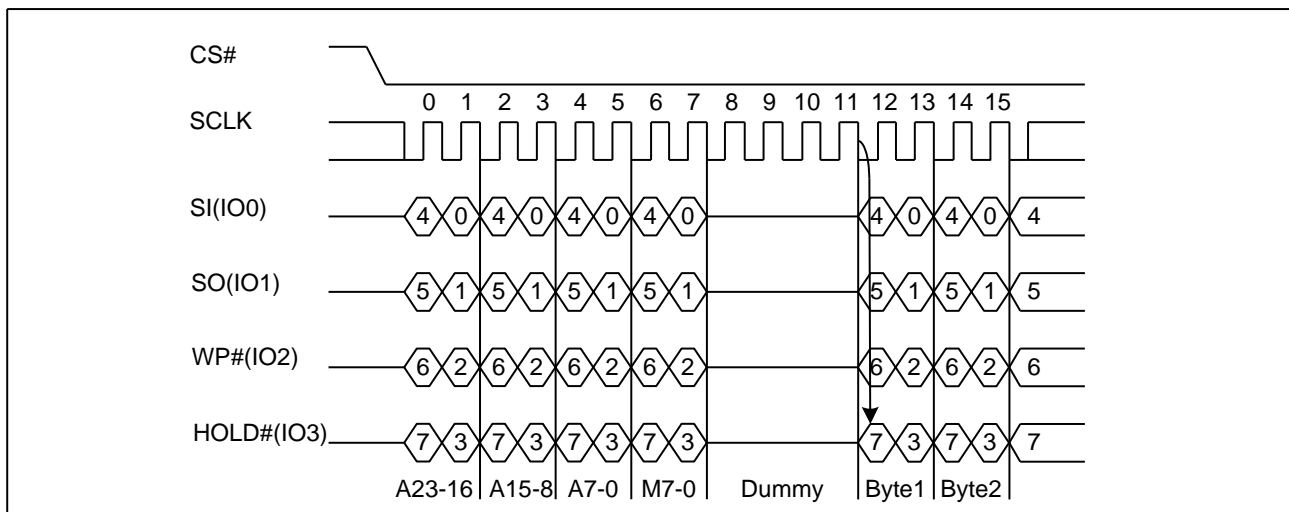 CS#
0 1 2 3 4 5 6 7 8 9 10 11 12 13 14 15
SCLK
SI(IO0) 4 0 4 0 4 0 4 0 4 0 4 0 4
SO(IO1) 5 1 5 1 5 1 5 1 5 1 5 1 5
WP#(IO2) 6 2 6 2 6 2 6 2 6 2 6 2 6
HOLD#(IO3) 7 3 7 3 7 3 7 3 7 3 7 3 7
A23-16 A15-8 A7-0 M7-0 Dummy Byte1 Byte2